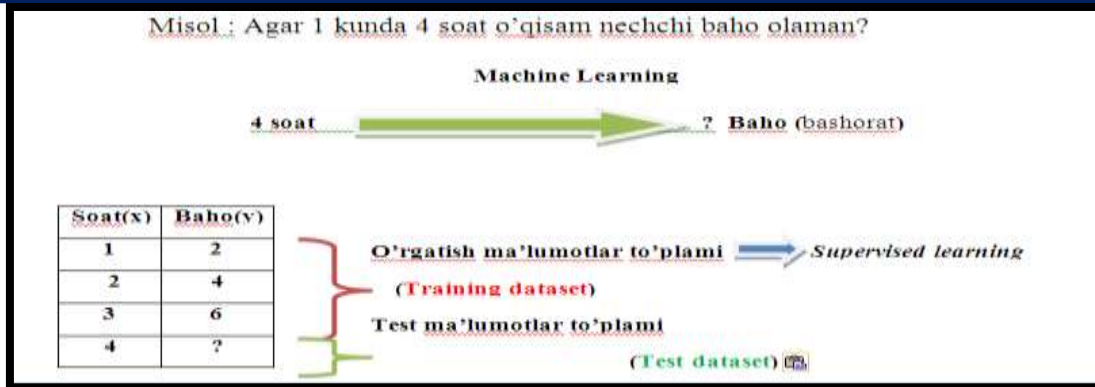 Misol : Agar 1 kunda 4 soat o'qisam nechchi baho olaman?
Machine Learning
4 soat ? Baho (bashorat)
Soat(x) Baho(y)
1 2
2 4
3 6
4 ?
O'rgatish ma'lumotlar to'plami Supervised learning
(Training dataset)
Test ma'lumotlar to'plami
(Test dataset)